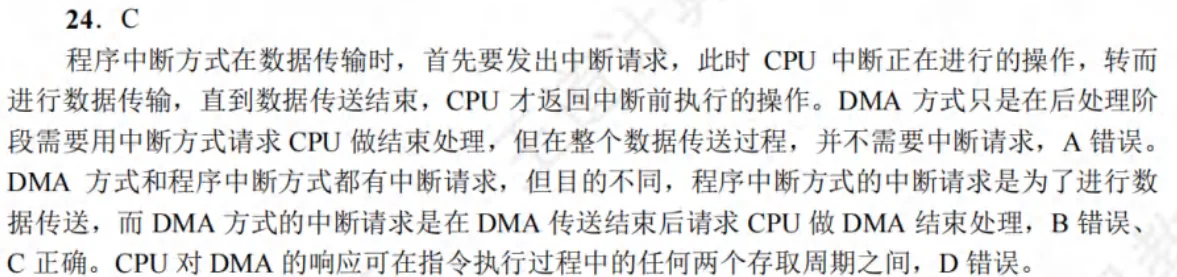 24．C
程序中断方式在数据传输时，首先要发出中断请求，此时 CPU 中断正在进行的操作，转而
进行数据传输，直到数据传送结束，CPU 才返回中断前执行的操作。DMA 方式只是在后处理阶
段需要用中断方式请求 CPU 做结束处理，但在整个数据传送过程，并不需要中断请求，A 错误。
DMA 方式和程序中断方式都有中断请求，但目的不同，程序中断方式的中断请求是为了进行数
据传送，而 DMA 方式的中断请求是在 DMA 传送结束后请求 CPU 做 DMA 结束处理，B 错误、
C 正确。CPU 对 DMA 的响应可在指令执行过程中的任何两个存取周期之间，D 错误。